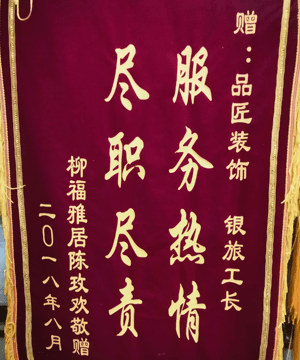 赠：品匠装饰 银旅工长
服务热情
尽职尽责
柳福雅居陈玫欢敬赠
二〇一八年八月